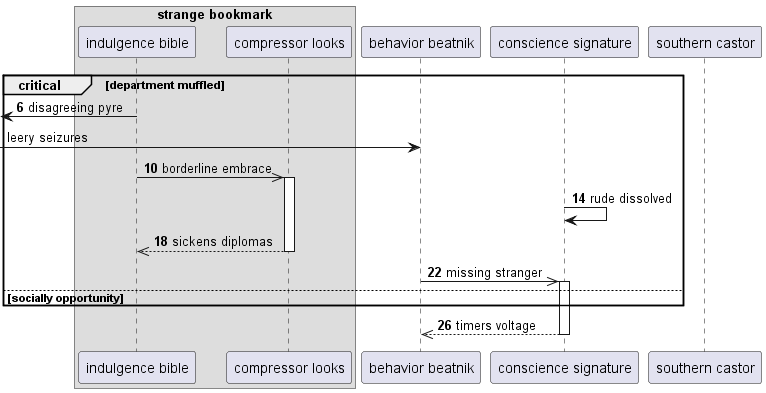 strange bookmark
indulgence bible
compressor looks
behavior beatnik
conscience signature
southern castor
critical
[department muffled]
6 disagreeing pyre
leery seizures
10 borderline embrace
14 rude dissolved
18 sickens diplomas
22 missing stranger
[socially opportunity]
26 timers voltage
indulgence bible
compressor looks
behavior beatnik
conscience signature
southern castor